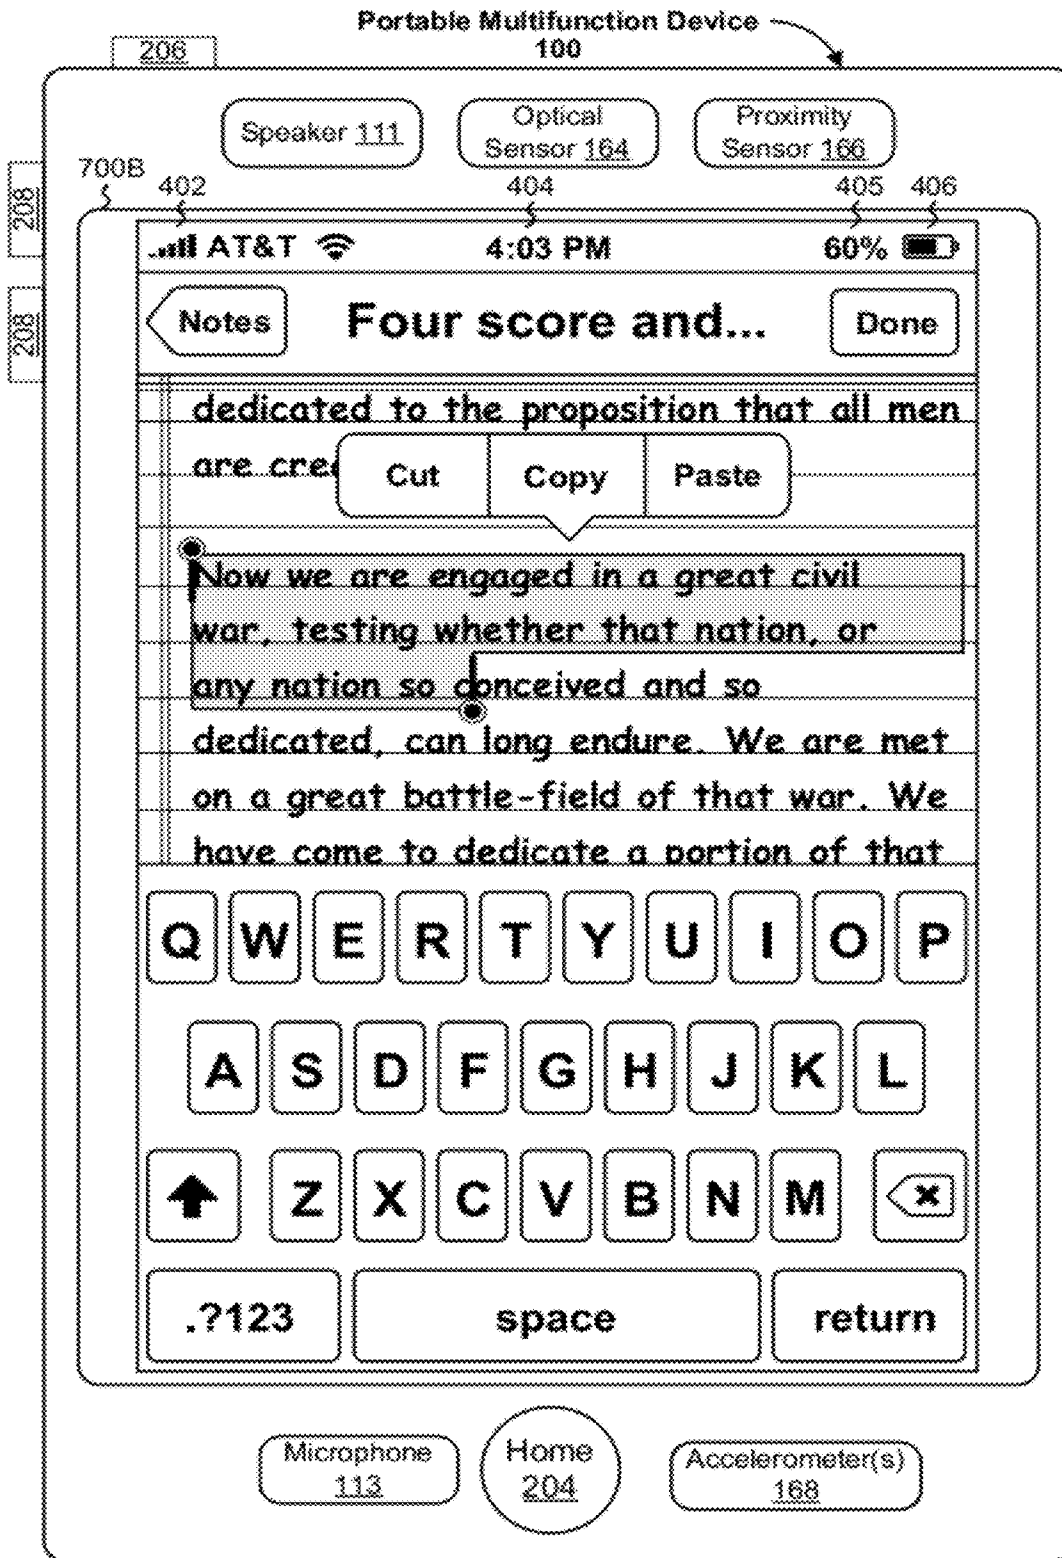 Portable Multifunction Device
100
206
Speaker 111
Optical
Sensor 164
Proximity
Sensor 166
700B
402
404
405
406
208
208
AT&T 4:03 PM 60%
Notes Four score and... Done
dedicated to the proposition that all men
are crea
Cut Copy Paste
Now we are engaged in a great civil
war, testing whether that nation, or
any nation so conceived and so
dedicated, can long endure. We are met
on a great battle-field of that war. We
have come to dedicate a portion of that
Q W E R T Y U I O P
A S D F G H J K L
Z X C V B N M
.?123 space return
Microphone
113
Home
204
Accelerometer(s)
168